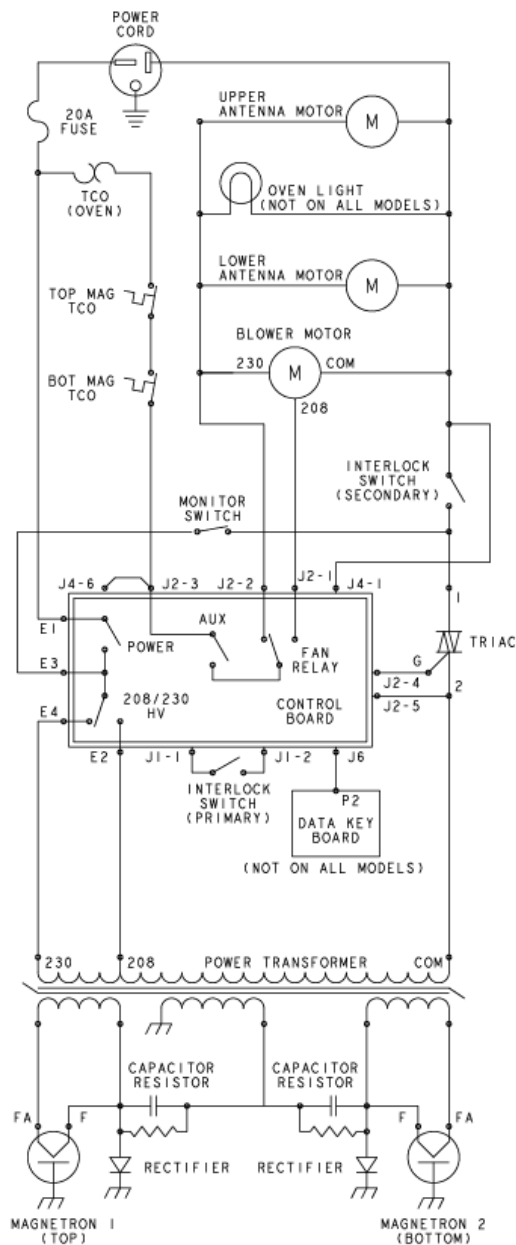 POWER
CORD
20A
FUSE
UPPER
ANTENNA MOTOR
M
TCO
(OVEN)
OVEN LIGHT
(NOT ON ALL MODELS)
LOWER
ANTENNA MOTOR
M
TOP MAG
TCO
BLOWER MOTOR
230
M
COM
208
BOT MAG
TCO
INTERLOCK
SWITCH
(SECONDARY)
MONITOR
SWITCH
J4-6
J2-3
J2-2
J2-1
J4-1
1
E1
POWER
AUX
FAN
RELAY
TRIAC
G
E3
J2-4
2
208/230
HV
CONTROL
BOARD
J2-5
E4
E2
J1-1
J1-2
J6
INTERLOCK
SWITCH
(PRIMARY)
P2
DATA KEY
BOARD
(NOT ON ALL MODELS)
230
208
POWER TRANSFORMER
COM
CAPACITOR
RESISTOR
CAPACITOR
RESISTOR
FA
F
F
FA
RECTIFIER
RECTIFIER
MAGNETRON 1
(TOP)
MAGNETRON 2
(BOTTOM)